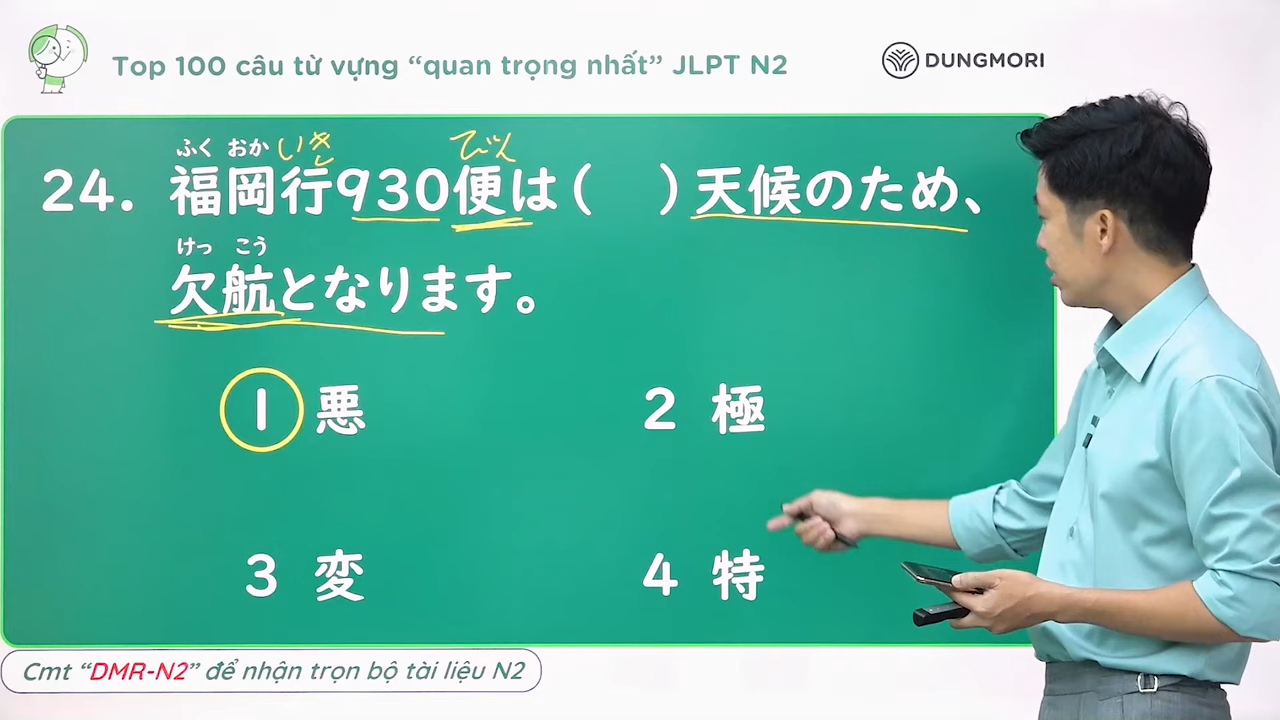 Top 100 câu từ vựng “quan trọng nhất” JLPT N2
DUNGMORI
ふく おか いき びん
24. 福岡行930便は( )天候のため、
けっ こう
欠航となります。
1 悪
2 極
3 変
4 特
Cmt “DMR-N2” để nhận trọn bộ tài liệu N2